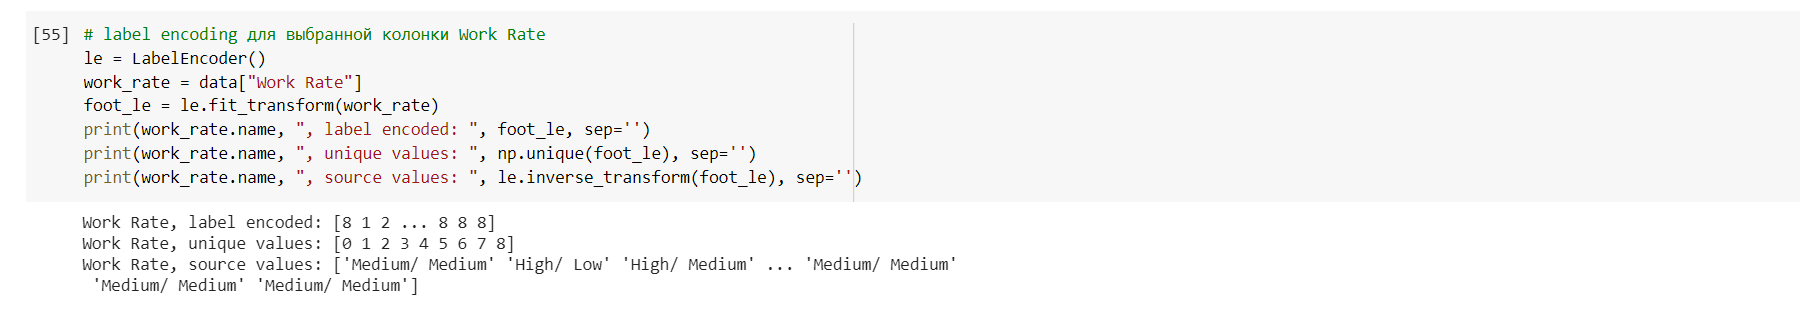 [55] # label encoding для выбранной колонки Work Rate
le = LabelEncoder()
work_rate = data["Work Rate"]
foot_le = le.fit_transform(work_rate)
print(work_rate.name, ", label encoded: ", foot_le, sep='')
print(work_rate.name, ", unique values: ", np.unique(foot_le), sep='')
print(work_rate.name, ", source values: ", le.inverse_transform(foot_le), sep='')
Work Rate, label encoded: [8 1 2 ... 8 8 8]
Work Rate, unique values: [0 1 2 3 4 5 6 7 8]
Work Rate, source values: ['Medium/ Medium' 'High/ Low' 'High/ Medium' ... 'Medium/ Medium'
 'Medium/ Medium' 'Medium/ Medium']